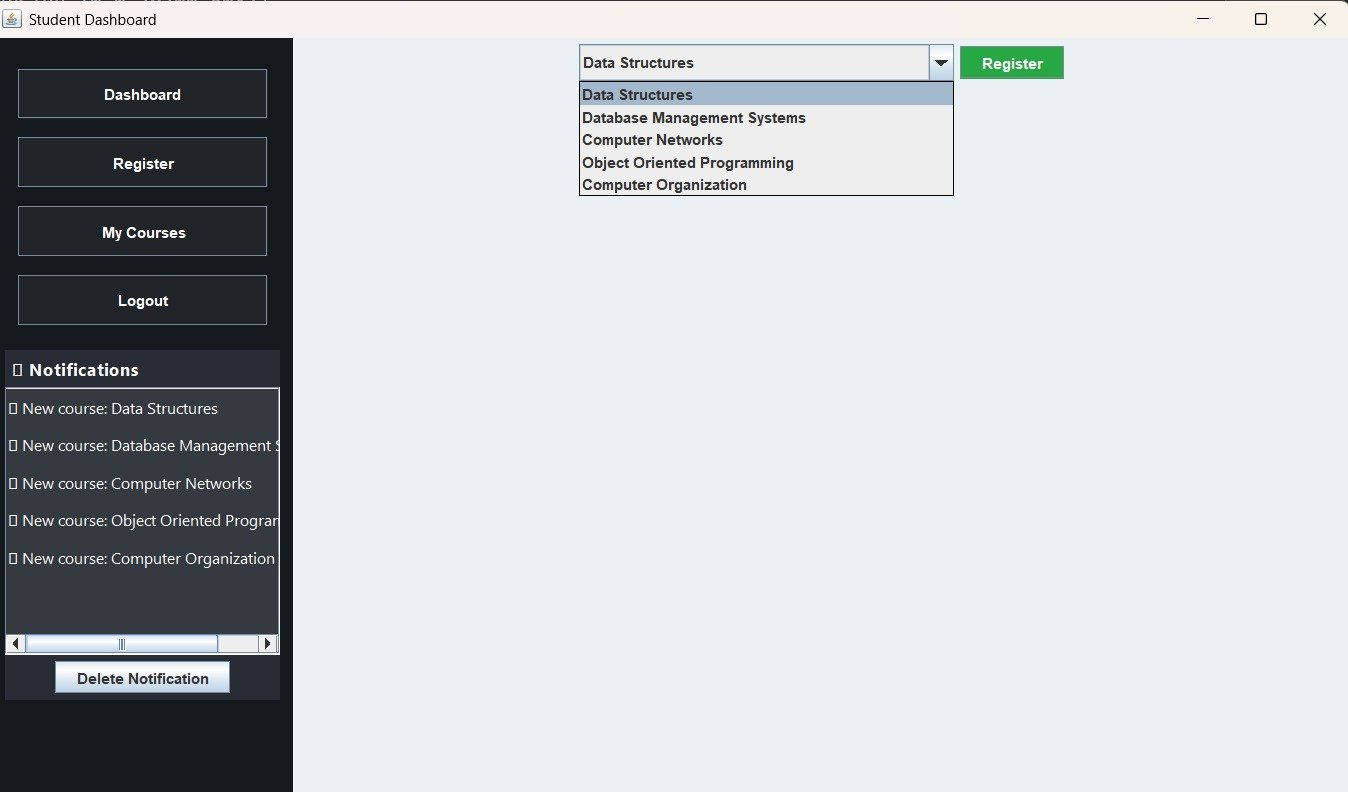 Student Dashboard
Dashboard
Register
My Courses
Logout
Notifications
New course: Data Structures
New course: Database Management S
New course: Computer Networks
New course: Object Oriented Program
New course: Computer Organization
Delete Notification
Data Structures
Register
Data Structures
Database Management Systems
Computer Networks
Object Oriented Programming
Computer Organization